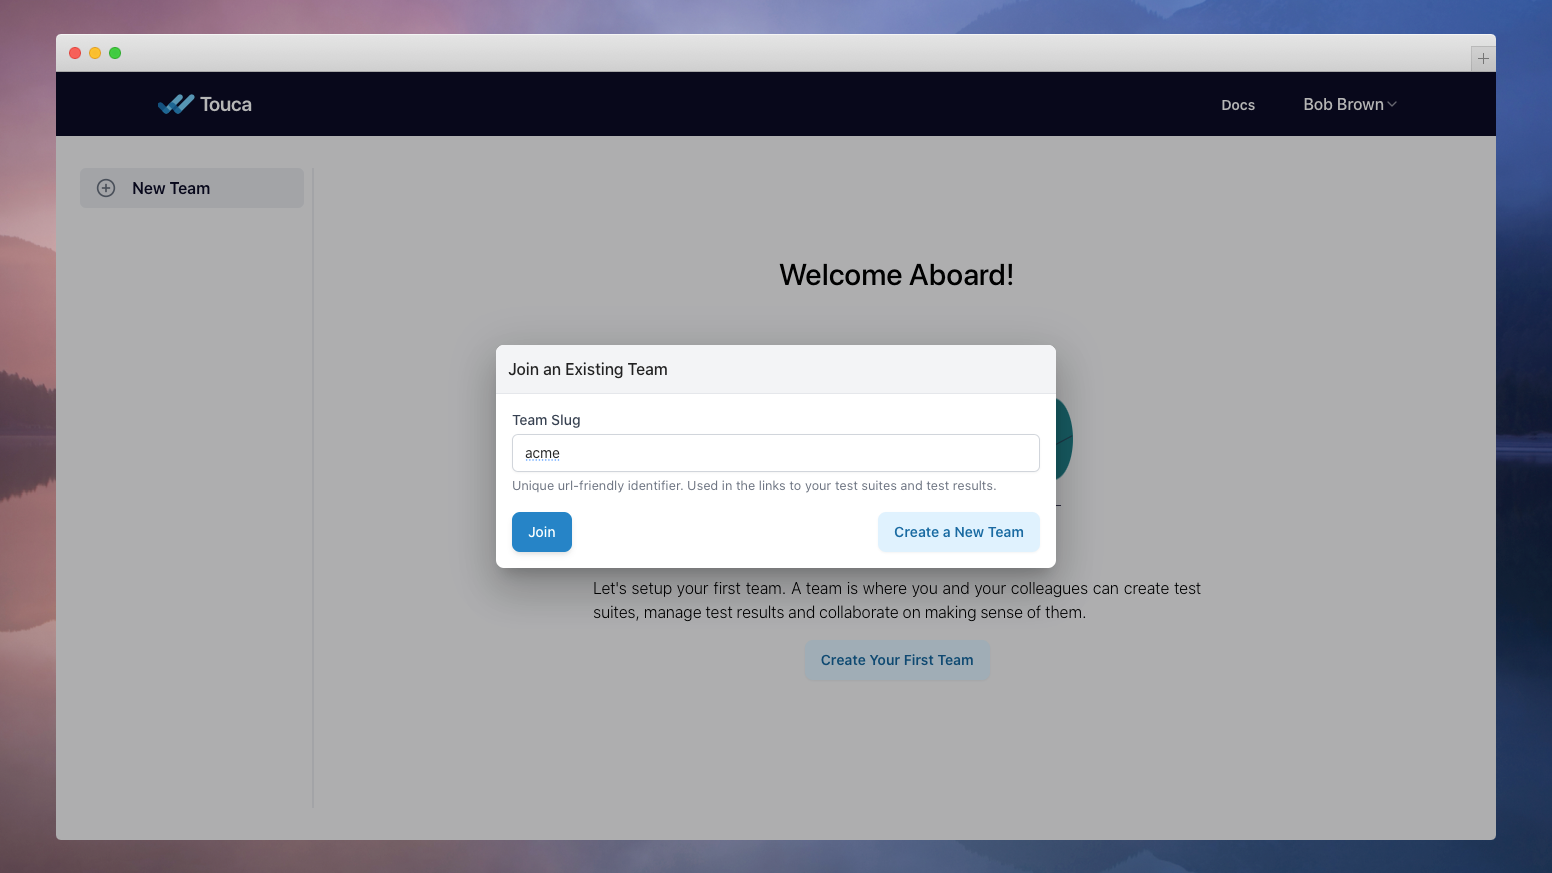 Touca
Docs
Bob Brown
New Team
Welcome Aboard!
Join an Existing Team
Team Slug
acme
Unique url-friendly identifier. Used in the links to your test suites and test results.
Join
Create a New Team
Let's setup your first team. A team is where you and your colleagues can create test
suites, manage test results and collaborate on making sense of them.
Create Your First Team